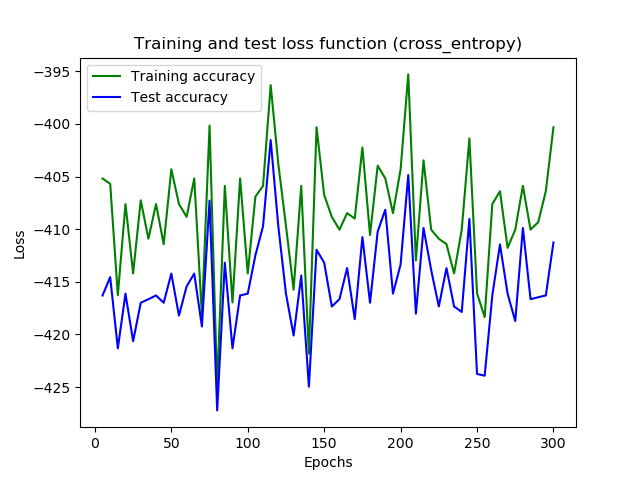 Training and test loss function (cross_entropy)
Training accuracy
Test accuracy
Loss
−395
−400
−405
−410
−415
−420
−425
0
50
100
150
200
250
300
Epochs